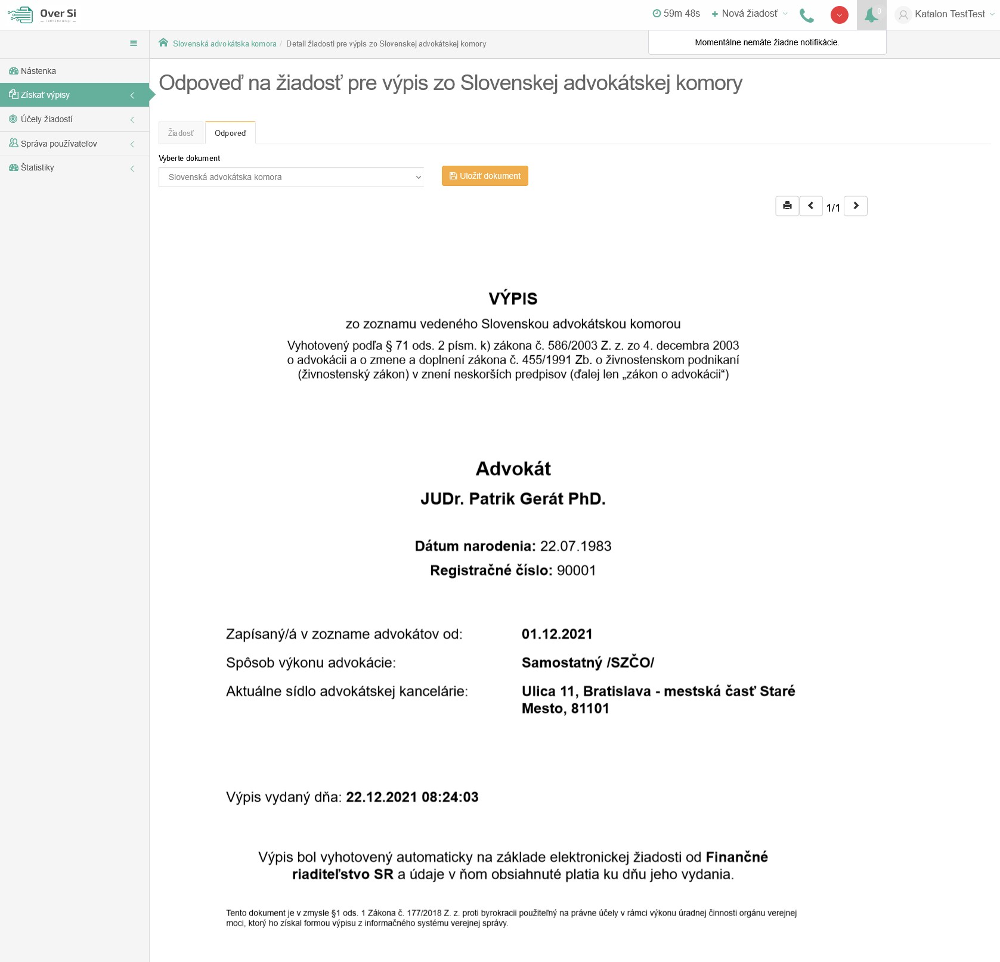 Over Si
59m 48s
Nová žiadosť
0
Katalon TestTest
Slovenská advokátska komora / Detail žiadosti pre výpis zo Slovenskej advokátskej komory
Momentálne nemáte žiadne notifikácie.
Nástenka
Získať výpisy
Účely žiadostí
Správa používateľov
Štatistiky
Odpoveď na žiadosť pre výpis zo Slovenskej advokátskej komory
Žiadosť
Odpoveď
Vyberte dokument
Slovenská advokátska komora
Uložiť dokument
1/1
VÝPIS
zo zoznamu vedeného Slovenskou advokátskou komorou
Vyhotovený podľa § 71 ods. 2 písm. k) zákona č. 586/2003 Z. z. zo 4. decembra 2003
o advokácii a o zmene a doplnení zákona č. 455/1991 Zb. o živnostenskom podnikaní
(živnostenský zákon) v znení neskorších predpisov (ďalej len „zákon o advokácii“)
Advokát
JUDr. Patrik Gerát PhD.
Dátum narodenia: 22.07.1983
Registračné číslo: 90001
Zapísaný/á v zozname advokátov od: 01.12.2021
Spôsob výkonu advokácie: Samostatný /SZČO/
Aktuálne sídlo advokátskej kancelárie: Ulica 11, Bratislava - mestská časť Staré
Mesto, 81101
Výpis vydaný dňa: 22.12.2021 08:24:03
Výpis bol vyhotovený automaticky na základe elektronickej žiadosti od Finančné
riaditeľstvo SR a údaje v ňom obsiahnuté platia ku dňu jeho vydania.
Tento dokument je v zmysle §1 ods. 1 Zákona č. 177/2018 Z. z. proti byrokracii použiteľný na právne účely v rámci výkonu úradnej činnosti orgánu verejnej
moci, ktorý ho získal formou výpisu z informačného systému verejnej správy.